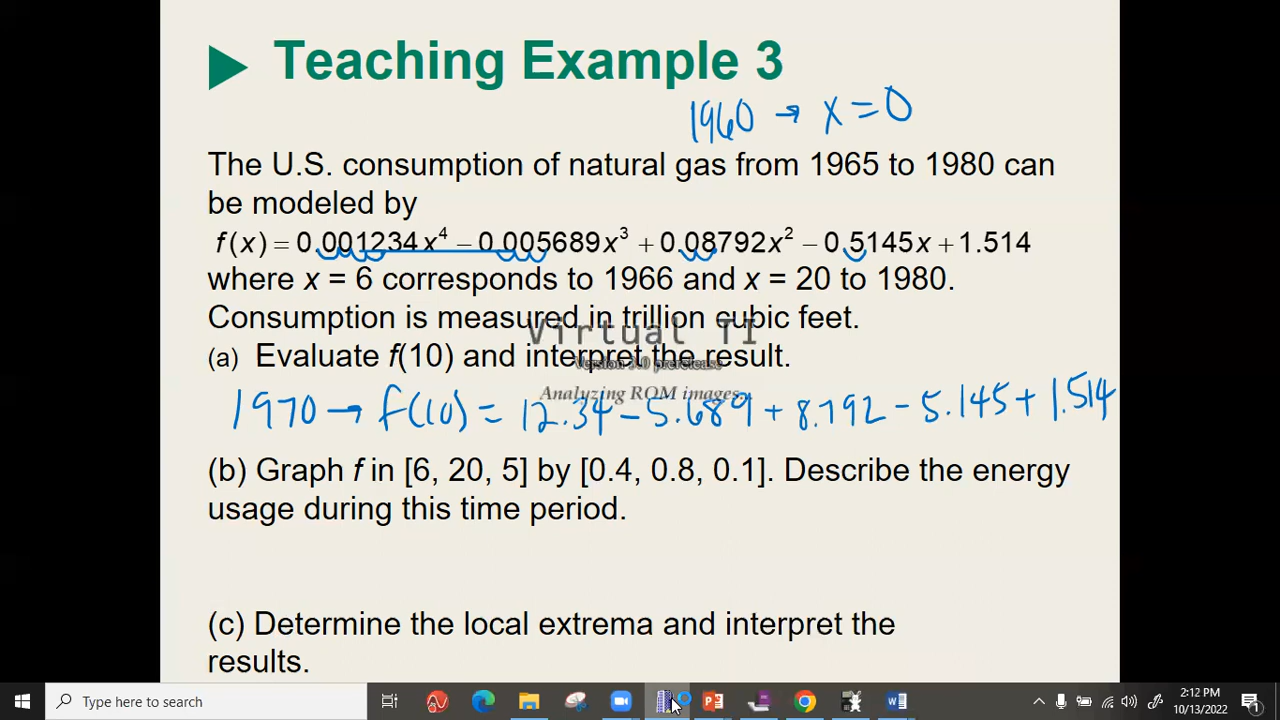 Teaching Example 3
1960 → x = 0
The U.S. consumption of natural gas from 1965 to 1980 can
be modeled by
f(x) = 0.001234x⁴ − 0.005689x³ + 0.08792x² − 0.5145x + 1.514
where x = 6 corresponds to 1966 and x = 20 to 1980.
Consumption is measured in trillion cubic feet.
Virtual TI
(a) Evaluate f(10) and interpret the result.
Version 3.0 prerelease
Analyzing ROM images...
1970 → f(10) = 12.34 − 5.689 + 8.792 − 5.145 + 1.514
(b) Graph f in [6, 20, 5] by [0.4, 0.8, 0.1]. Describe the energy
usage during this time period.
(c) Determine the local extrema and interpret the
results.
Type here to search
2:12 PM
10/13/2022